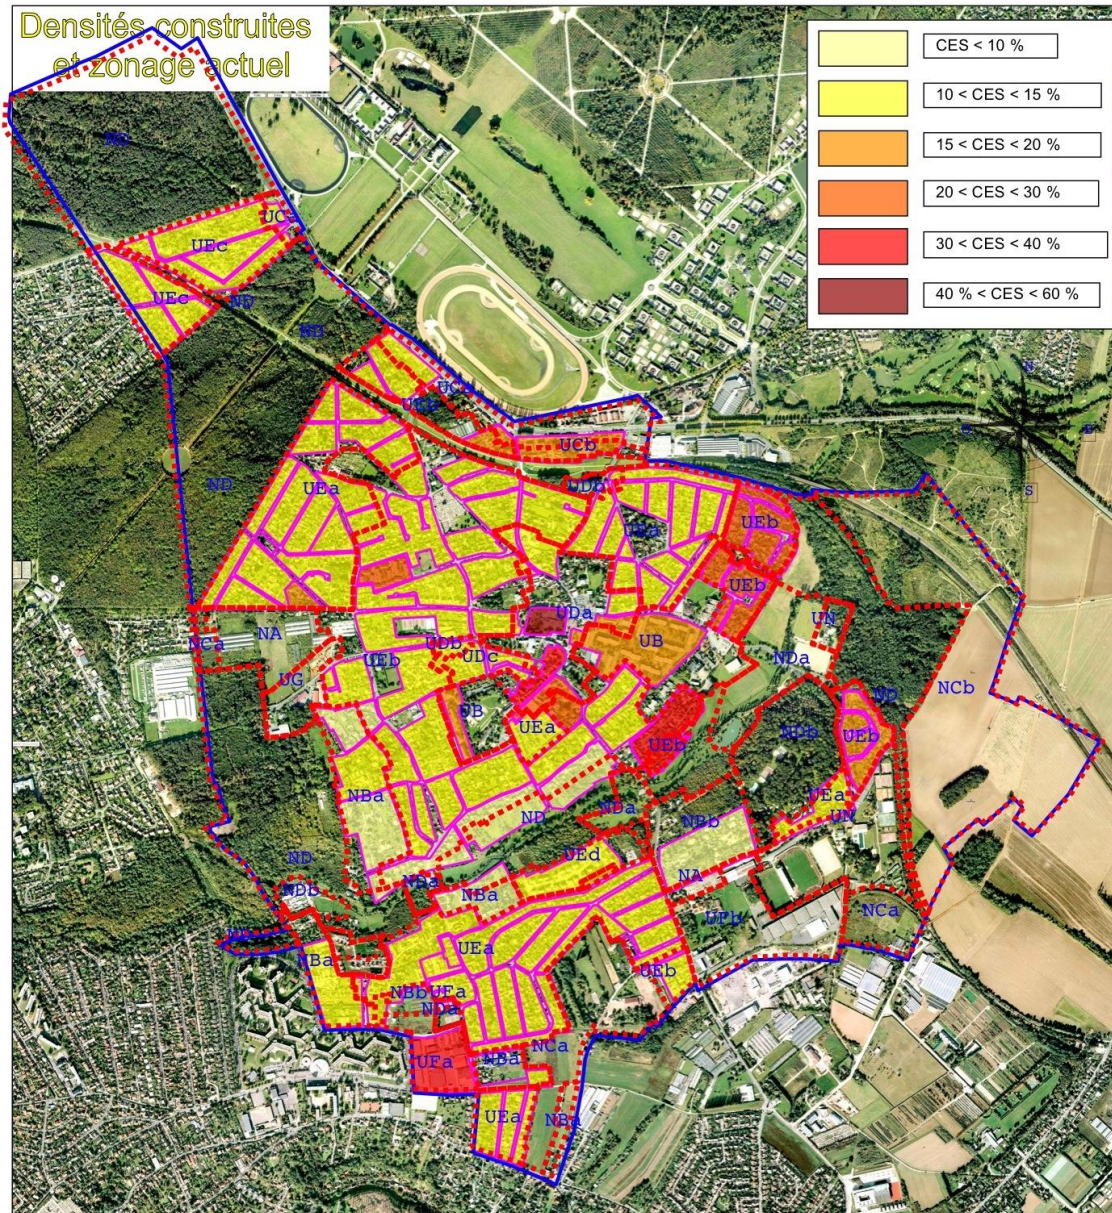 Densités construites
et zonage actuel
CES < 10 %
10 < CES < 15 %
15 < CES < 20 %
20 < CES < 30 %
30 < CES < 40 %
40 % < CES < 60 %
ND
UEc
UEc
ND
ND
UCb
N
E
S
ND
UEa
UDb
UEb
UEa
UEb
UDa
UN
NCa
NA
UDb
UB
UEb
UDc
NDa
UG
ND
NCb
UB
UEa
UEb
NDb
UEb
NBa
UEa
ND
NDa
NBb
UN
UEd
ND
NBa
NBa
NA
NDb
UFb
NCa
UEa
NBa
UEb
NBb
UFa
NDa
NCa
UFa
NBa
UEa
NBa